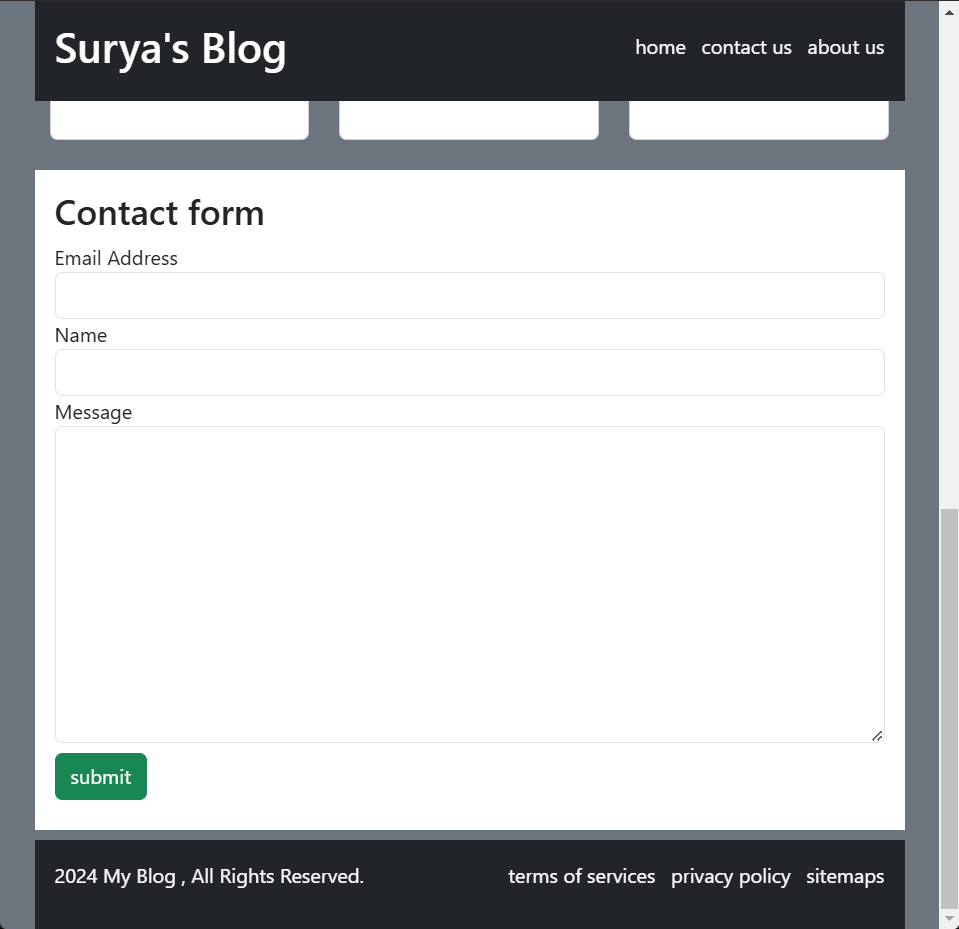 Surya's Blog
home contact us about us
Contact form
Email Address
Name
Message
submit
2024 My Blog , All Rights Reserved.
terms of services privacy policy sitemaps